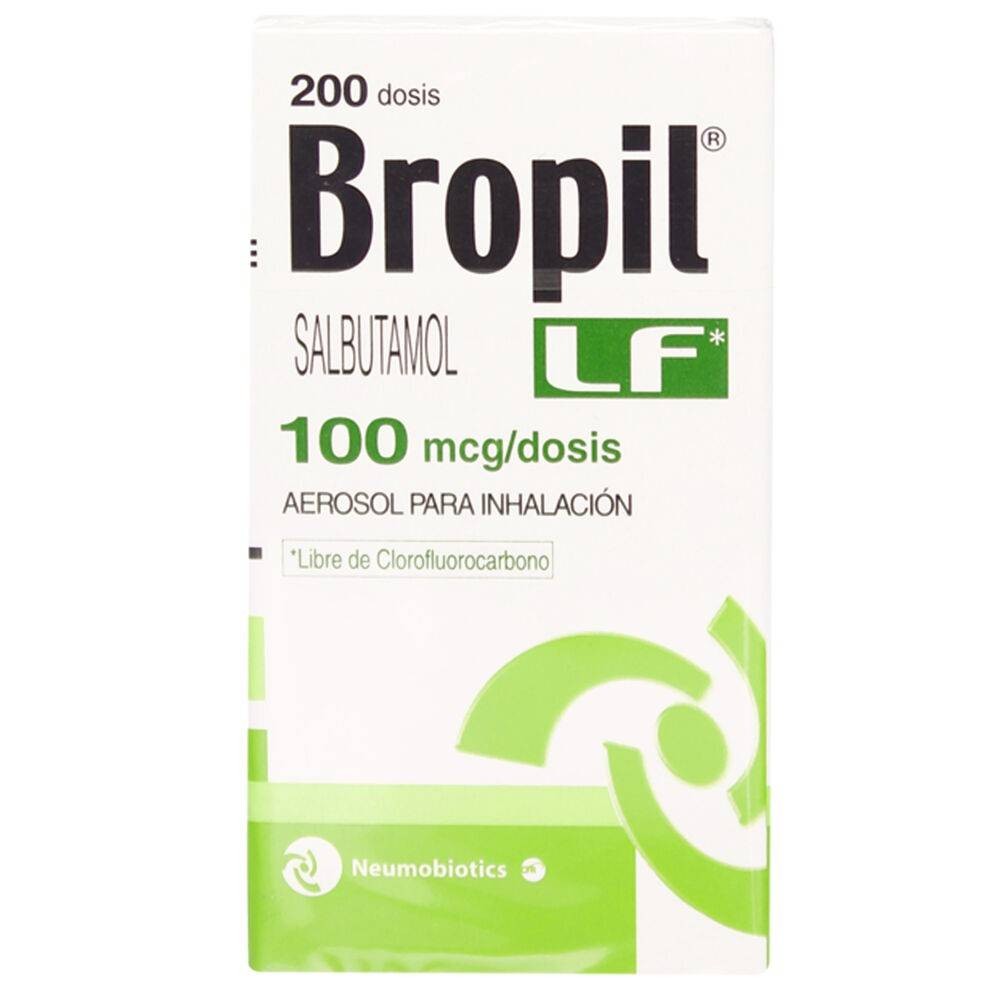 200 dosis
Bropil®
SALBUTAMOL
LF*
100 mcg/dosis
AEROSOL PARA INHALACIÓN
*Libre de Clorofluorocarbono
Neumobiotics